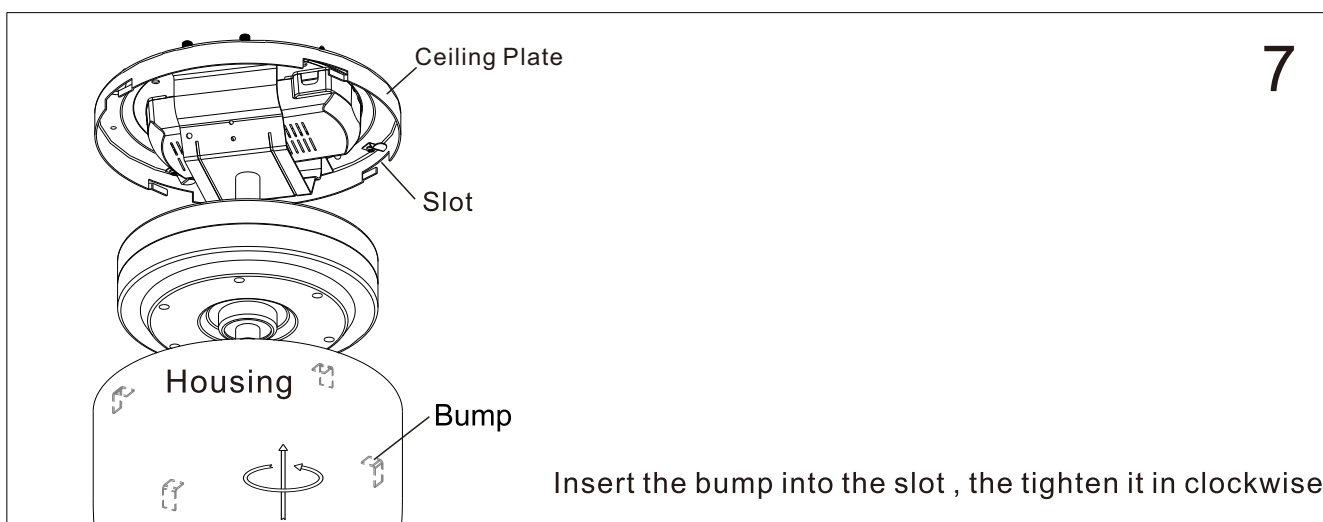 Ceiling Plate
7
Slot
Housing
Bump
Insert the bump into the slot , the tighten it in clockwise